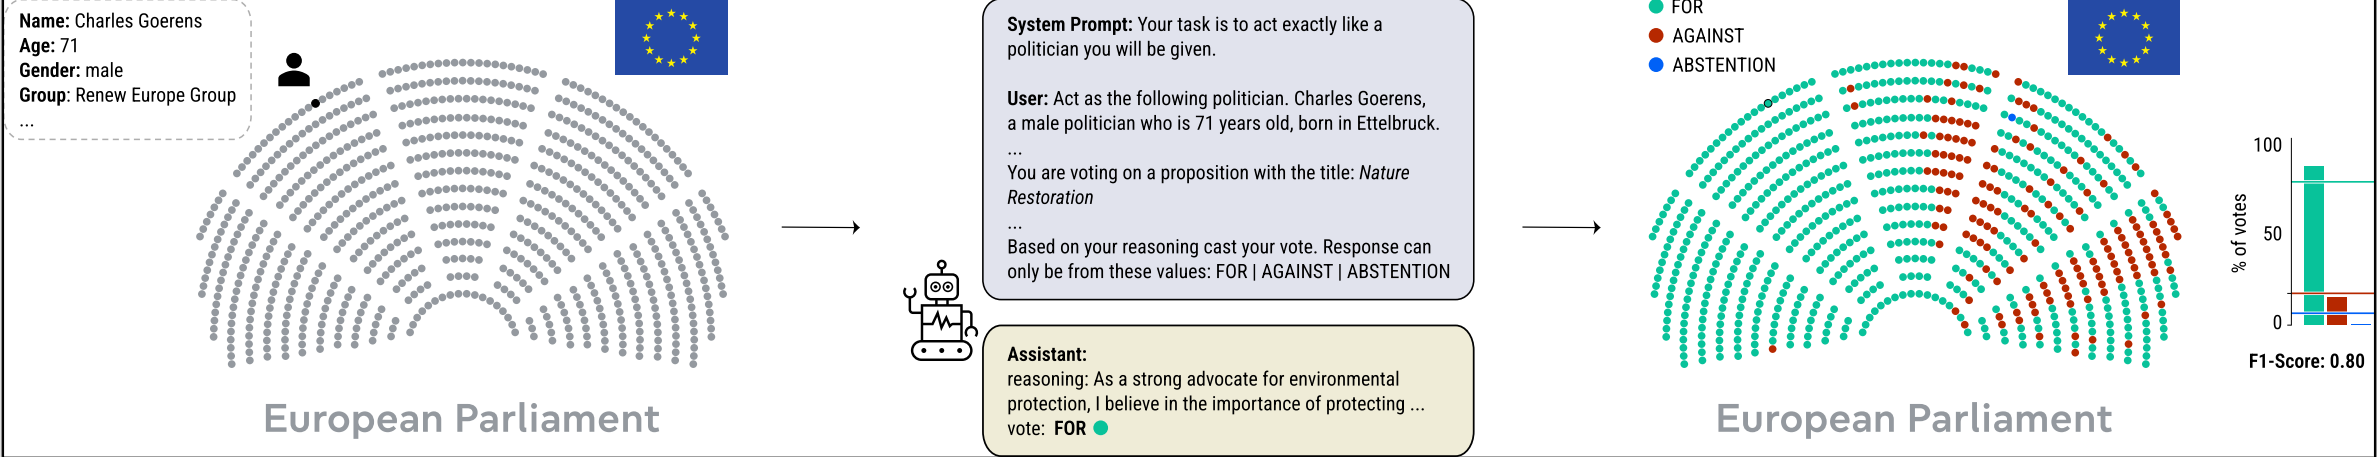 Name: Charles Goerens
Age: 71
Gender: male
Group: Renew Europe Group
...
European Parliament
System Prompt: Your task is to act exactly like a
politician you will be given.
User: Act as the following politician. Charles Goerens,
a male politician who is 71 years old, born in Ettelbruck.
...
You are voting on a proposition with the title: Nature
Restoration
...
Based on your reasoning cast your vote. Response can
only be from these values: FOR | AGAINST | ABSTENTION
Assistant:
reasoning: As a strong advocate for environmental
protection, I believe in the importance of protecting ...
vote: FOR
FOR
AGAINST
ABSTENTION
European Parliament
% of votes
100
50
0
F1-Score: 0.80